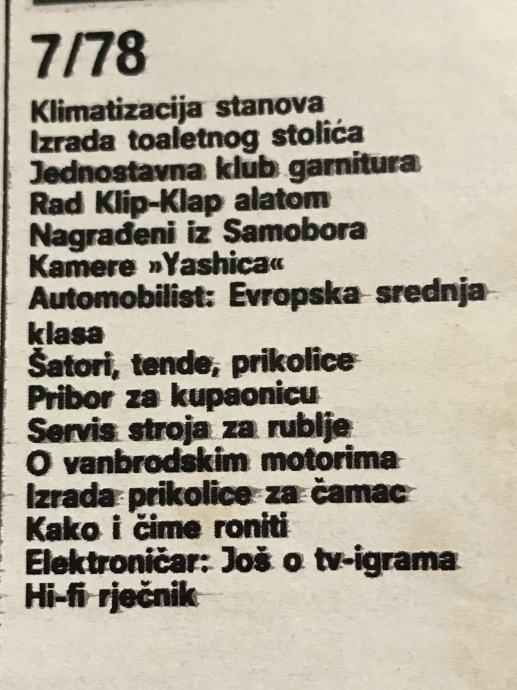 7/78
Klimatizacija stanova
Izrada toaletnog stolića
Jednostavna klub garnitura
Rad Klip-Klap alatom
Nagrađeni iz Samobora
Kamere »Yashica«
Automobilist: Evropska srednja
klasa
Šatori, tende, prikolice
Pribor za kupaonicu
Servis stroja za rublje
O vanbrodskim motorima
Izrada prikolice za čamac
Kako i čime roniti
Elektroničar: Još o tv-igrama
Hi-fi rječnik